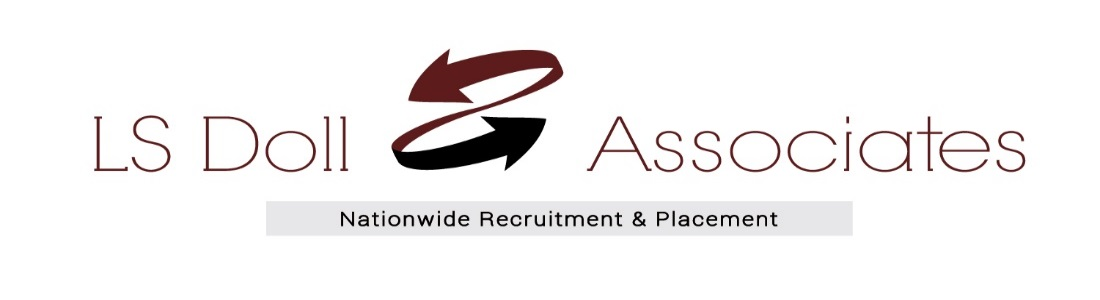 LS Doll Associates
Nationwide Recruitment & Placement